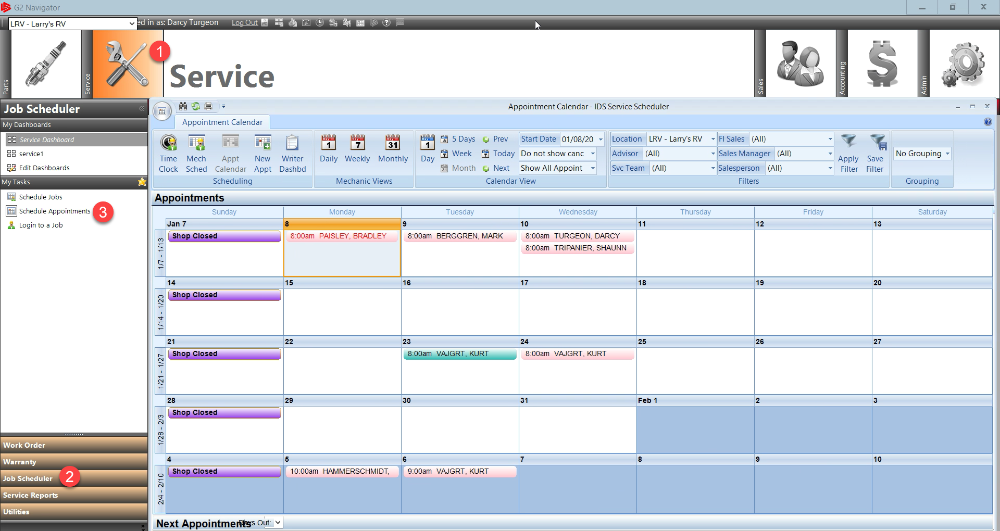 G2 Navigator
LRV - Larry's RV
ed in as: Darcy Turgeon Log Out
Parts
IDS
Service
1
Service
Sales
Accounting
Admin
Job Scheduler
My Dashboards
Service Dashboard
service1
Edit Dashboards
My Tasks
Schedule Jobs
Schedule Appointments
3
Login to a Job
Work Order
Warranty
Job Scheduler
2
Service Reports
Utilities
Appointment Calendar - IDS Service Scheduler
Appointment Calendar
Time Clock
Mech Sched
Appt Calendar
New Appt
Writer Dashbd
Scheduling
1 7 31
Daily Weekly Monthly
Mechanic Views
1
Day
5 Days
Week
Month
Prev
Today
Next
Start Date 01/08/20
Do not show canc
Show All Appoint
Calendar View
Location LRV - Larry's RV
Advisor (All)
Svc Team (All)
FI Sales (All)
Sales Manager (All)
Salesperson (All)
Apply Filter
Save Filter
Filters
No Grouping
Grouping
Appointments
Sunday Monday Tuesday Wednesday Thursday Friday Saturday
1/7 - 1/13
Jan 7 8 9 10 11 12 13
Shop Closed 8:00am PAISLEY, BRADLEY 8:00am BERGGREN, MARK 8:00am TURGEON, DARCY
8:00am TRIPANIER, SHAUNN
1/14 - 1/20
14 15 16 17 18 19 20
Shop Closed
1/21 - 1/27
21 22 23 24 25 26 27
Shop Closed 8:00am VAJGRT, KURT 8:00am VAJGRT, KURT
1/28 - 2/3
28 29 30 31 Feb 1 2 3
Shop Closed
2/4 - 2/10
4 5 6 7 8 9 10
Shop Closed 10:00am HAMMERSCHMIDT, 9:00am VAJGRT, KURT
Next Appointments Days Out: